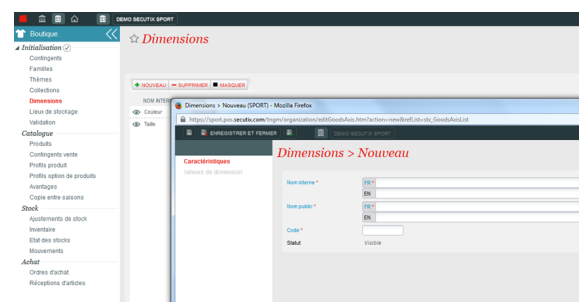 DEMO SECUTIX SPORT
Boutique
Initialisation
Contingents
Familles
Thèmes
Collections
Dimensions
Lieux de stockage
Validation
Catalogue
Produits
Contingents vente
Profils produit
Profils option de produits
Avantages
Copie entre saisons
Stock
Ajustements de stock
Inventaire
Etat des stocks
Mouvements
Achat
Ordres d'achat
Réceptions d'articles
Dimensions
NOUVEAU SUPPRIMER MASQUER
NOM INTER
Couleur
Taille
Dimensions > Nouveau (SPORT) - Mozilla Firefox
https://sport.pos.secutix.com/tngm/organization/editGoodsAxis.htm?action=new&refList=stx_GoodsAxisList
ENREGISTRER ET FERMER DEMO SECUTIX SPORT
Caractéristiques
Valeurs de dimension
Dimensions > Nouveau
Nom interne * FR *
EN
Nom public * FR *
EN
Code *
Statut Visible